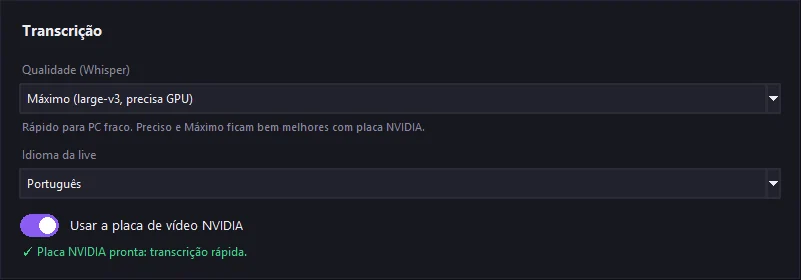 Transcrição
Qualidade (Whisper)
Máximo (large-v3, precisa GPU)
Rápido para PC fraco. Preciso e Máximo ficam bem melhores com placa NVIDIA.
Idioma da live
Português
Usar a placa de vídeo NVIDIA
✓ Placa NVIDIA pronta: transcrição rápida.